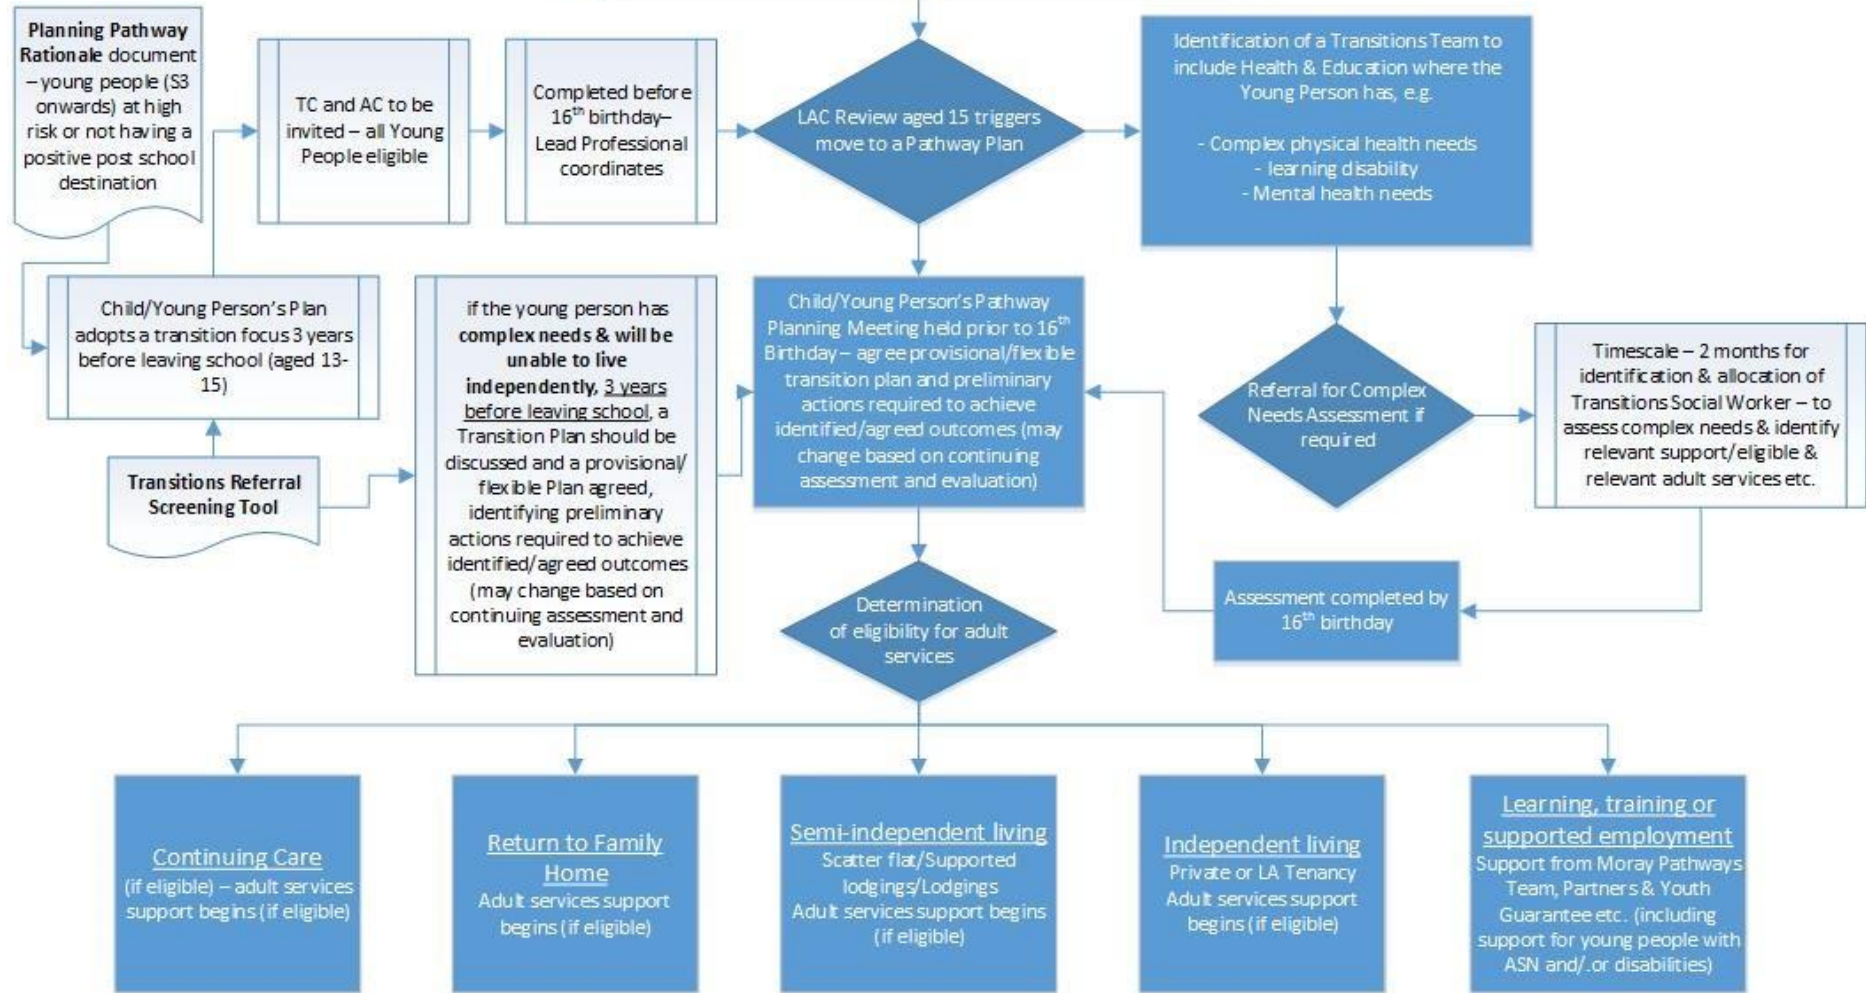 Planning Pathway
Rationale document
– young people (S3
onwards) at high
risk or not having a
positive post school
destination
TC and AC to be
invited – all Young
People eligible
Completed before
16th birthday–
Lead Professional
coordinates
LAC Review aged 15 triggers
move to a Pathway Plan
Identification of a Transitions Team to
include Health & Education where the
Young Person has, e.g.
- Complex physical health needs
- learning disability
- Mental health needs
Child/Young Person's Plan
adopts a transition focus 3 years
before leaving school (aged 13-
15)
Transitions Referral
Screening Tool
if the young person has
complex needs & will be
unable to live
independently, 3 years
before leaving school, a
Transition Plan should be
discussed and a provisional/
flexible Plan agreed,
identifying preliminary
actions required to achieve
identified/agreed outcomes
(may change based on
continuing assessment and
evaluation)
Child/Young Person's Pathway
Planning Meeting held prior to 16th
Birthday – agree provisional/flexible
transition plan and preliminary
actions required to achieve
identified/agreed outcomes (may
change based on continuing
assessment and evaluation)
Referral for Complex
Needs Assessment if
required
Timescale – 2 months for
identification & allocation of
Transitions Social Worker – to
assess complex needs & identify
relevant support/eligible &
relevant adult services etc.
Assessment completed by
16th birthday
Determination
of eligibility for adult
services
Continuing Care
(if eligible) – adult services
support begins (if eligible)
Return to Family
Home
Adult services support
begins (if eligible)
Semi-independent living
Scatter flat/Supported
lodgings/Lodgings
Adult services support begins
(if eligible)
Independent living
Private or LA Tenancy
Adult services support
begins (if eligible)
Learning, training or
supported employment
Support from Moray Pathways
Team, Partners & Youth
Guarantee etc. (including
support for young people with
ASN and/.or disabilities)